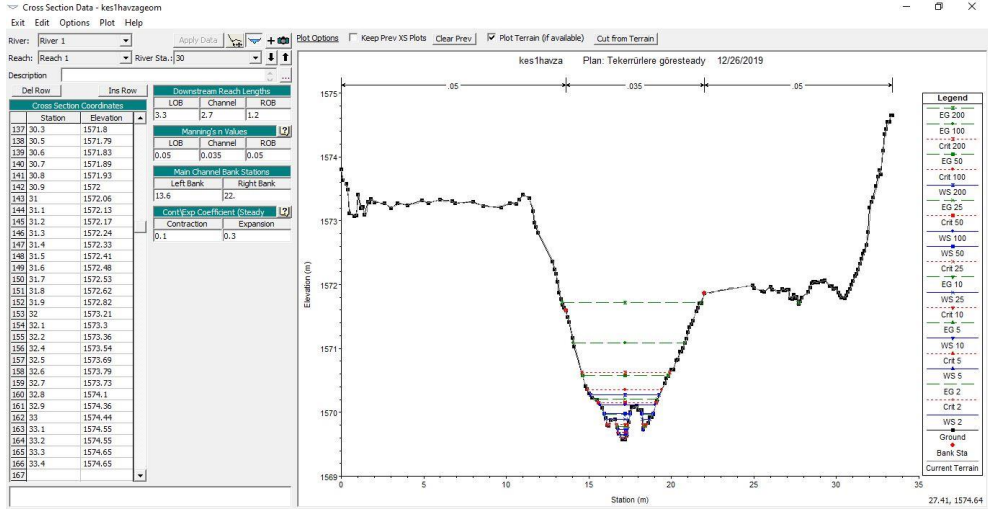 Cross Section Data - kes1havzageom
Exit Edit Options Plot Help
River: River 1
Apply Data
Plot Options
Keep Prev XS Plots
Clear Prev
Plot Terrain (if available)
Cut from Terrain
Reach: Reach 1
River Sta.: 30
Description
...
Del Row
Ins Row
Cross Section Coordinates
Station Elevation
137 30.3 1571.8
138 30.5 1571.79
139 30.6 1571.83
140 30.7 1571.89
141 30.8 1571.93
142 30.9 1572
143 31 1572.06
144 31.1 1572.13
145 31.2 1572.17
146 31.3 1572.24
147 31.4 1572.33
148 31.5 1572.41
149 31.6 1572.48
150 31.7 1572.53
151 31.8 1572.62
152 31.9 1572.82
153 32 1573.21
154 32.1 1573.3
155 32.2 1573.36
156 32.4 1573.54
157 32.5 1573.69
158 32.6 1573.79
159 32.7 1573.73
160 32.8 1574.1
161 32.9 1574.36
162 33 1574.44
163 33.1 1574.55
164 33.2 1574.55
165 33.3 1574.65
166 33.4 1574.65
167
Downstream Reach Lengths
LOB Channel ROB
3.3 2.7 1.2
Manning's n Values ?
LOB Channel ROB
0.05 0.035 0.05
Main Channel Bank Stations
Left Bank Right Bank
13.6 22.
Cont\Exp Coefficient (Steady ?
Contraction Expansion
0.1 0.3
kes1havza Plan: Tekerrürlere göresteady 12/26/2019
.05 .035 .05
1575
1574
1573
1572
1571
1570
1569
Elevation (m)
0 5 10 15 20 25 30 35
Station (m)
Legend
EG 200
EG 100
Crit 200
EG 50
Crit 100
WS 200
EG 25
Crit 50
WS 100
WS 50
Crit 25
EG 10
WS 25
Crit 10
EG 5
WS 10
Crit 5
WS 5
EG 2
Crit 2
WS 2
Ground
Bank Sta
Current Terrain
27.41, 1574.64